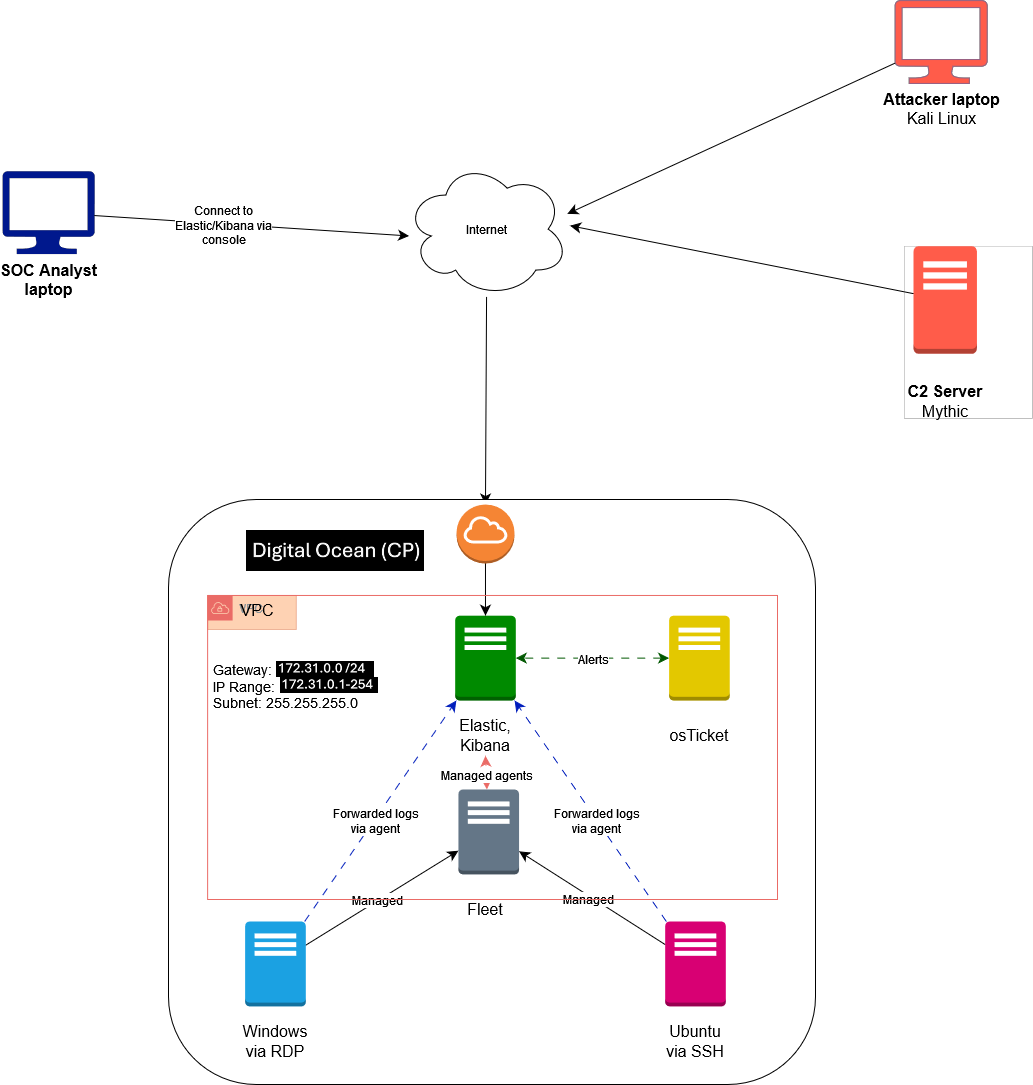 Attacker laptop
Kali Linux
Connect to
Elastic/Kibana via
console
SOC Analyst
laptop
Internet
C2 Server
Mythic
Digital Ocean (CP)
VPC
Gateway: 172.31.0.0 /24
IP Range: 172.31.0.1-254
Subnet: 255.255.255.0
Alerts
Elastic,
Kibana
osTicket
Managed agents
Forwarded logs
via agent
Forwarded logs
via agent
Managed
Managed
Fleet
Windows
via RDP
Ubuntu
via SSH